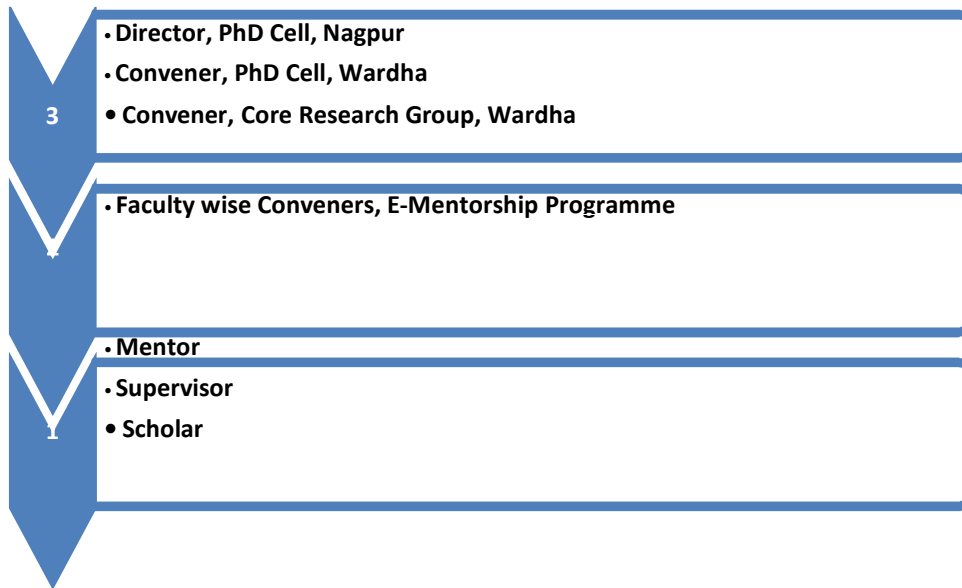 3
• Director, PhD Cell, Nagpur
• Convener, PhD Cell, Wardha
• Convener, Core Research Group, Wardha
• Faculty wise Conveners, E-Mentorship Programme
• Mentor
1
• Supervisor
• Scholar